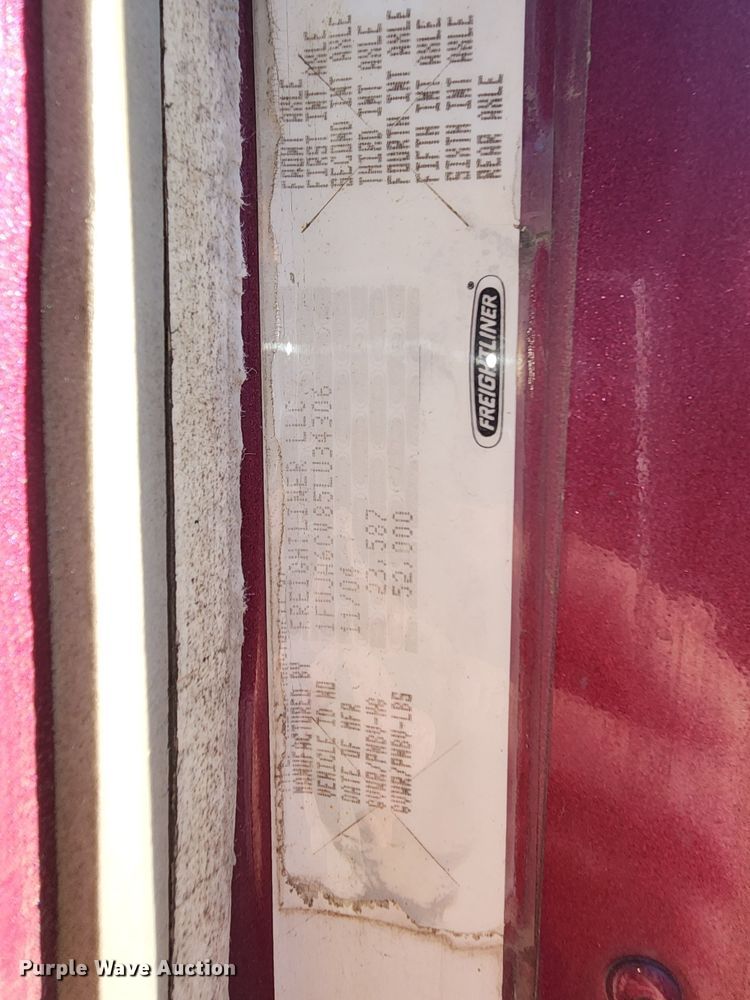 MANUFACTURED BY FREIGHTLINER LLC
VEHICLE ID NO 1FUJA6CV85LU34306
DATE OF MFR 11/04
GVWR/PNBV-KG 23,587
GVWR/PNBV-LBS 52,000
FREIGHTLINER®
FRONT AXLE
FIRST INT AXLE
SECOND INT AXLE
THIRD INT AXLE
FOURTH INT AXLE
FIFTH INT AXLE
SIXTH INT AXLE
REAR AXLE
Purple Wave Auction